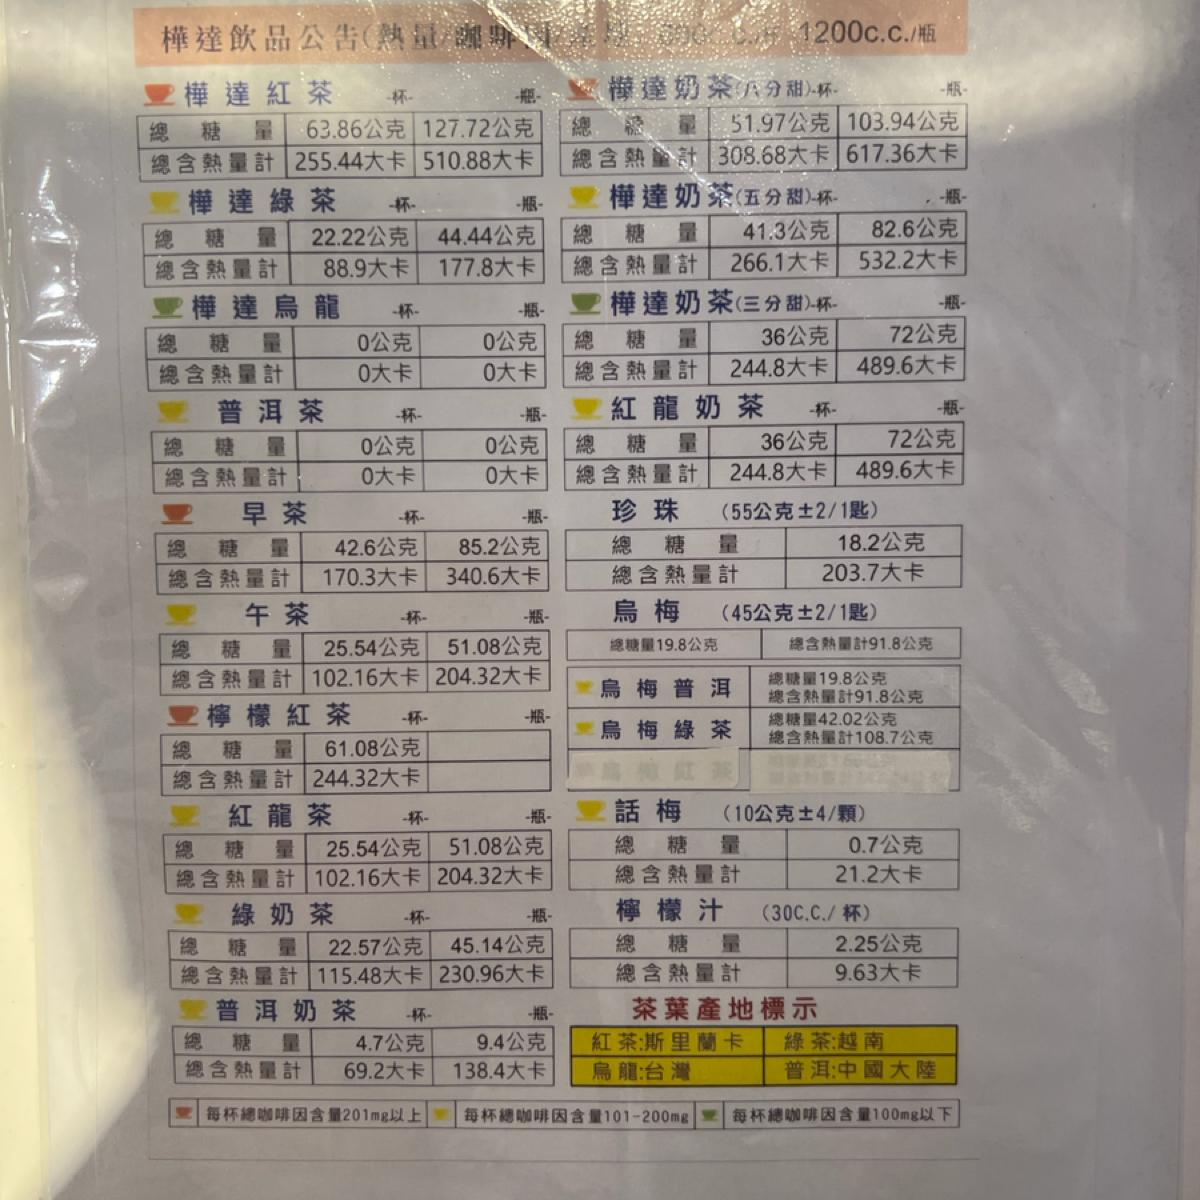 樺達飲品公告(熱量/咖啡因 1200c.c./瓶
樺達紅茶 -杯- -瓶-
總糖量 63.86公克 127.72公克
總含熱量計 255.44大卡 510.88大卡
樺達綠茶 -杯- -瓶-
總糖量 22.22公克 44.44公克
總含熱量計 88.9大卡 177.8大卡
樺達烏龍 -杯- -瓶-
總糖量 0公克 0公克
總含熱量計 0大卡 0大卡
普洱茶 -杯- -瓶-
總糖量 0公克 0公克
總含熱量計 0大卡 0大卡
早茶 -杯- -瓶-
總糖量 42.6公克 85.2公克
總含熱量計 170.3大卡 340.6大卡
午茶 -杯- -瓶-
總糖量 25.54公克 51.08公克
總含熱量計 102.16大卡 204.32大卡
檸檬紅茶 -杯- -瓶-
總糖量 61.08公克
總含熱量計 244.32大卡
紅龍茶 -杯- -瓶-
總糖量 25.54公克 51.08公克
總含熱量計 102.16大卡 204.32大卡
綠奶茶 -杯- -瓶-
總糖量 22.57公克 45.14公克
總含熱量計 115.48大卡 230.96大卡
普洱奶茶 -杯- -瓶-
總糖量 4.7公克 9.4公克
總含熱量計 69.2大卡 138.4大卡
樺達奶茶(八分甜)-杯- -瓶-
總糖量 51.97公克 103.94公克
總含熱量計 308.68大卡 617.36大卡
樺達奶茶(五分甜)-杯- -瓶-
總糖量 41.3公克 82.6公克
總含熱量計 266.1大卡 532.2大卡
樺達奶茶(三分甜)-杯- -瓶-
總糖量 36公克 72公克
總含熱量計 244.8大卡 489.6大卡
紅龍奶茶 -杯- -瓶-
總糖量 36公克 72公克
總含熱量計 244.8大卡 489.6大卡
珍珠 (55公克±2/1匙)
總糖量 18.2公克
總含熱量計 203.7大卡
烏梅 (45公克±2/1匙)
總糖量19.8公克 總含熱量計91.8公克
烏梅普洱 總糖量19.8公克
總含熱量計91.8公克
烏梅綠茶 總糖量42.02公克
總含熱量計108.7公克
烏梅紅茶
話梅 (10公克±4/顆)
總糖量 0.7公克
總含熱量計 21.2大卡
檸檬汁 (30C.C./杯)
總糖量 2.25公克
總含熱量計 9.63大卡
茶葉產地標示
紅茶:斯里蘭卡 綠茶:越南
烏龍:台灣 普洱:中國大陸
每杯總咖啡因含量201mg以上 每杯總咖啡因含量101-200mg 每杯總咖啡因含量100mg以下